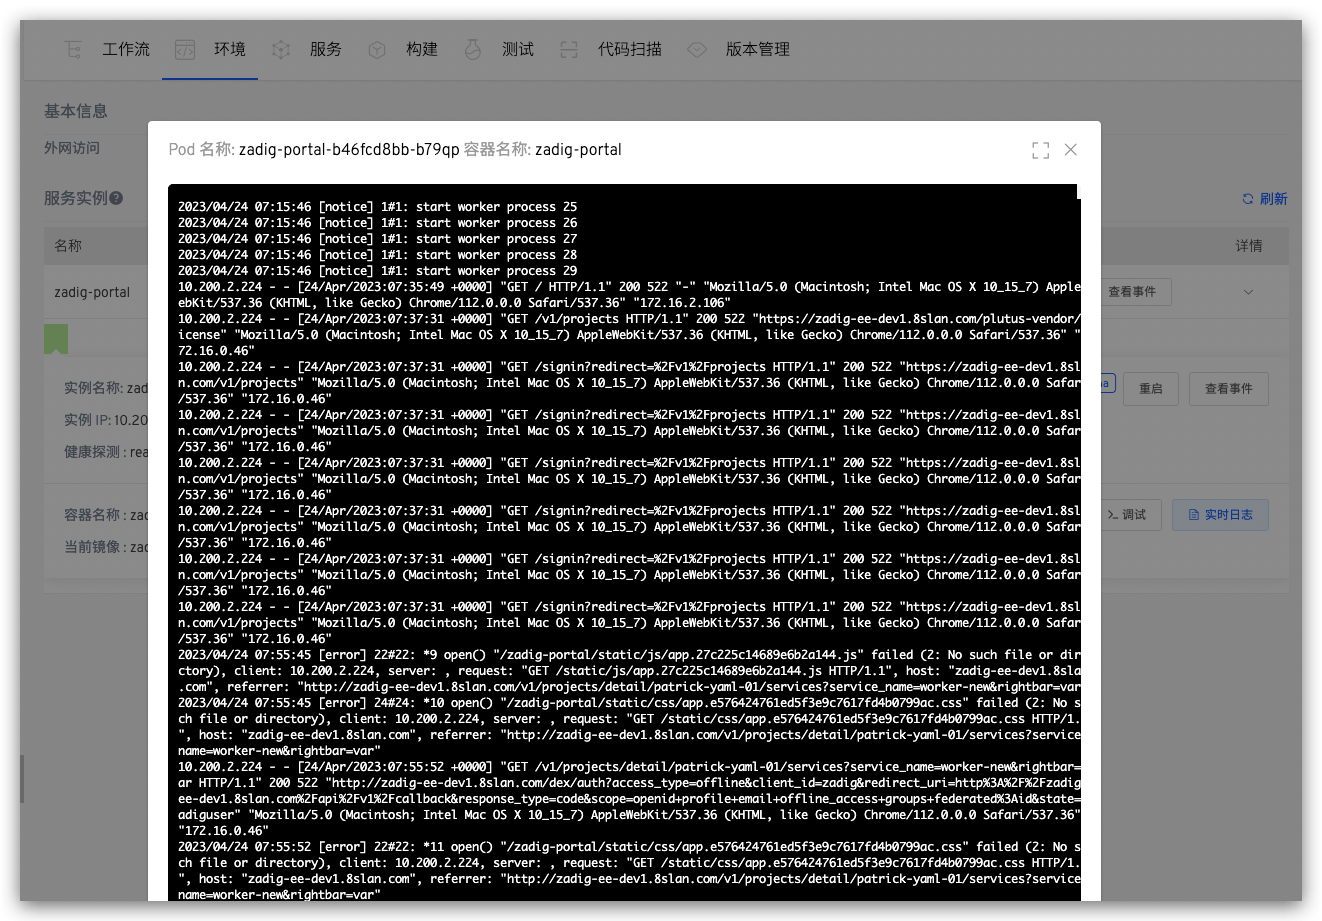 工作流 环境 服务 构建 测试 代码扫描 版本管理
基本信息
外网访问
服务实例
刷新
名称
详情
zadig-portal
查看事件
实例名称: zad
重启 查看事件
实例 IP: 10.20
健康探测 : rea
容器名称 : zad
>_ 调试 实时日志
当前镜像 : zad
Pod 名称: zadig-portal-b46fcd8bb-b79qp 容器名称: zadig-portal
2023/04/24 07:15:46 [notice] 1#1: start worker process 25
2023/04/24 07:15:46 [notice] 1#1: start worker process 26
2023/04/24 07:15:46 [notice] 1#1: start worker process 27
2023/04/24 07:15:46 [notice] 1#1: start worker process 28
2023/04/24 07:15:46 [notice] 1#1: start worker process 29
10.200.2.224 - - [24/Apr/2023:07:35:49 +0000] "GET / HTTP/1.1" 200 522 "-" "Mozilla/5.0 (Macintosh; Intel Mac OS X 10_15_7) Apple
ebKit/537.36 (KHTML, like Gecko) Chrome/112.0.0.0 Safari/537.36" "172.16.2.106"
10.200.2.224 - - [24/Apr/2023:07:37:31 +0000] "GET /v1/projects HTTP/1.1" 200 522 "https://zadig-ee-dev1.8slan.com/plutus-vendor/
icense" "Mozilla/5.0 (Macintosh; Intel Mac OS X 10_15_7) AppleWebKit/537.36 (KHTML, like Gecko) Chrome/112.0.0.0 Safari/537.36" "
72.16.0.46"
10.200.2.224 - - [24/Apr/2023:07:37:31 +0000] "GET /signin?redirect=%2Fv1%2Fprojects HTTP/1.1" 200 522 "https://zadig-ee-dev1.8sl
n.com/v1/projects" "Mozilla/5.0 (Macintosh; Intel Mac OS X 10_15_7) AppleWebKit/537.36 (KHTML, like Gecko) Chrome/112.0.0.0 Safar
/537.36" "172.16.0.46"
10.200.2.224 - - [24/Apr/2023:07:37:31 +0000] "GET /signin?redirect=%2Fv1%2Fprojects HTTP/1.1" 200 522 "https://zadig-ee-dev1.8sl
n.com/v1/projects" "Mozilla/5.0 (Macintosh; Intel Mac OS X 10_15_7) AppleWebKit/537.36 (KHTML, like Gecko) Chrome/112.0.0.0 Safar
/537.36" "172.16.0.46"
10.200.2.224 - - [24/Apr/2023:07:37:31 +0000] "GET /signin?redirect=%2Fv1%2Fprojects HTTP/1.1" 200 522 "https://zadig-ee-dev1.8sl
n.com/v1/projects" "Mozilla/5.0 (Macintosh; Intel Mac OS X 10_15_7) AppleWebKit/537.36 (KHTML, like Gecko) Chrome/112.0.0.0 Safar
/537.36" "172.16.0.46"
10.200.2.224 - - [24/Apr/2023:07:37:31 +0000] "GET /signin?redirect=%2Fv1%2Fprojects HTTP/1.1" 200 522 "https://zadig-ee-dev1.8sl
n.com/v1/projects" "Mozilla/5.0 (Macintosh; Intel Mac OS X 10_15_7) AppleWebKit/537.36 (KHTML, like Gecko) Chrome/112.0.0.0 Safar
/537.36" "172.16.0.46"
10.200.2.224 - - [24/Apr/2023:07:37:31 +0000] "GET /signin?redirect=%2Fv1%2Fprojects HTTP/1.1" 200 522 "https://zadig-ee-dev1.8sl
n.com/v1/projects" "Mozilla/5.0 (Macintosh; Intel Mac OS X 10_15_7) AppleWebKit/537.36 (KHTML, like Gecko) Chrome/112.0.0.0 Safar
/537.36" "172.16.0.46"
10.200.2.224 - - [24/Apr/2023:07:37:31 +0000] "GET /signin?redirect=%2Fv1%2Fprojects HTTP/1.1" 200 522 "https://zadig-ee-dev1.8sl
n.com/v1/projects" "Mozilla/5.0 (Macintosh; Intel Mac OS X 10_15_7) AppleWebKit/537.36 (KHTML, like Gecko) Chrome/112.0.0.0 Safar
/537.36" "172.16.0.46"
2023/04/24 07:55:45 [error] 22#22: *9 open() "/zadig-portal/static/js/app.27c225c14689e6b2a144.js" failed (2: No such file or dir
ctory), client: 10.200.2.224, server: , request: "GET /static/js/app.27c225c14689e6b2a144.js HTTP/1.1", host: "zadig-ee-dev1.8sla
.com", referrer: "http://zadig-ee-dev1.8slan.com/v1/projects/detail/patrick-yaml-01/services?service_name=worker-new&rightbar=var
2023/04/24 07:55:45 [error] 24#24: *10 open() "/zadig-portal/static/css/app.e576424761ed5f3e9c7617fd4b0799ac.css" failed (2: No s
ch file or directory), client: 10.200.2.224, server: , request: "GET /static/css/app.e576424761ed5f3e9c7617fd4b0799ac.css HTTP/1.
", host: "zadig-ee-dev1.8slan.com", referrer: "http://zadig-ee-dev1.8slan.com/v1/projects/detail/patrick-yaml-01/services?service
name=worker-new&rightbar=var"
10.200.2.224 - - [24/Apr/2023:07:55:52 +0000] "GET /v1/projects/detail/patrick-yaml-01/services?service_name=worker-new&rightbar=
ar HTTP/1.1" 200 522 "http://zadig-ee-dev1.8slan.com/dex/auth?access_type=offline&client_id=zadig&redirect_uri=http%3A%2F%2Fzadig
ee-dev1.8slan.com%2Fapi%2Fv1%2Fcallback&response_type=code&scope=openid+profile+email+offline_access+groups+federated%3Aid&state=
adiguser" "Mozilla/5.0 (Macintosh; Intel Mac OS X 10_15_7) AppleWebKit/537.36 (KHTML, like Gecko) Chrome/112.0.0.0 Safari/537.36"
"172.16.0.46"
2023/04/24 07:55:52 [error] 22#22: *11 open() "/zadig-portal/static/css/app.e576424761ed5f3e9c7617fd4b0799ac.css" failed (2: No s
ch file or directory), client: 10.200.2.224, server: , request: "GET /static/css/app.e576424761ed5f3e9c7617fd4b0799ac.css HTTP/1.
", host: "zadig-ee-dev1.8slan.com", referrer: "http://zadig-ee-dev1.8slan.com/v1/projects/detail/patrick-yaml-01/services?service
name=worker-new&rightbar=var"